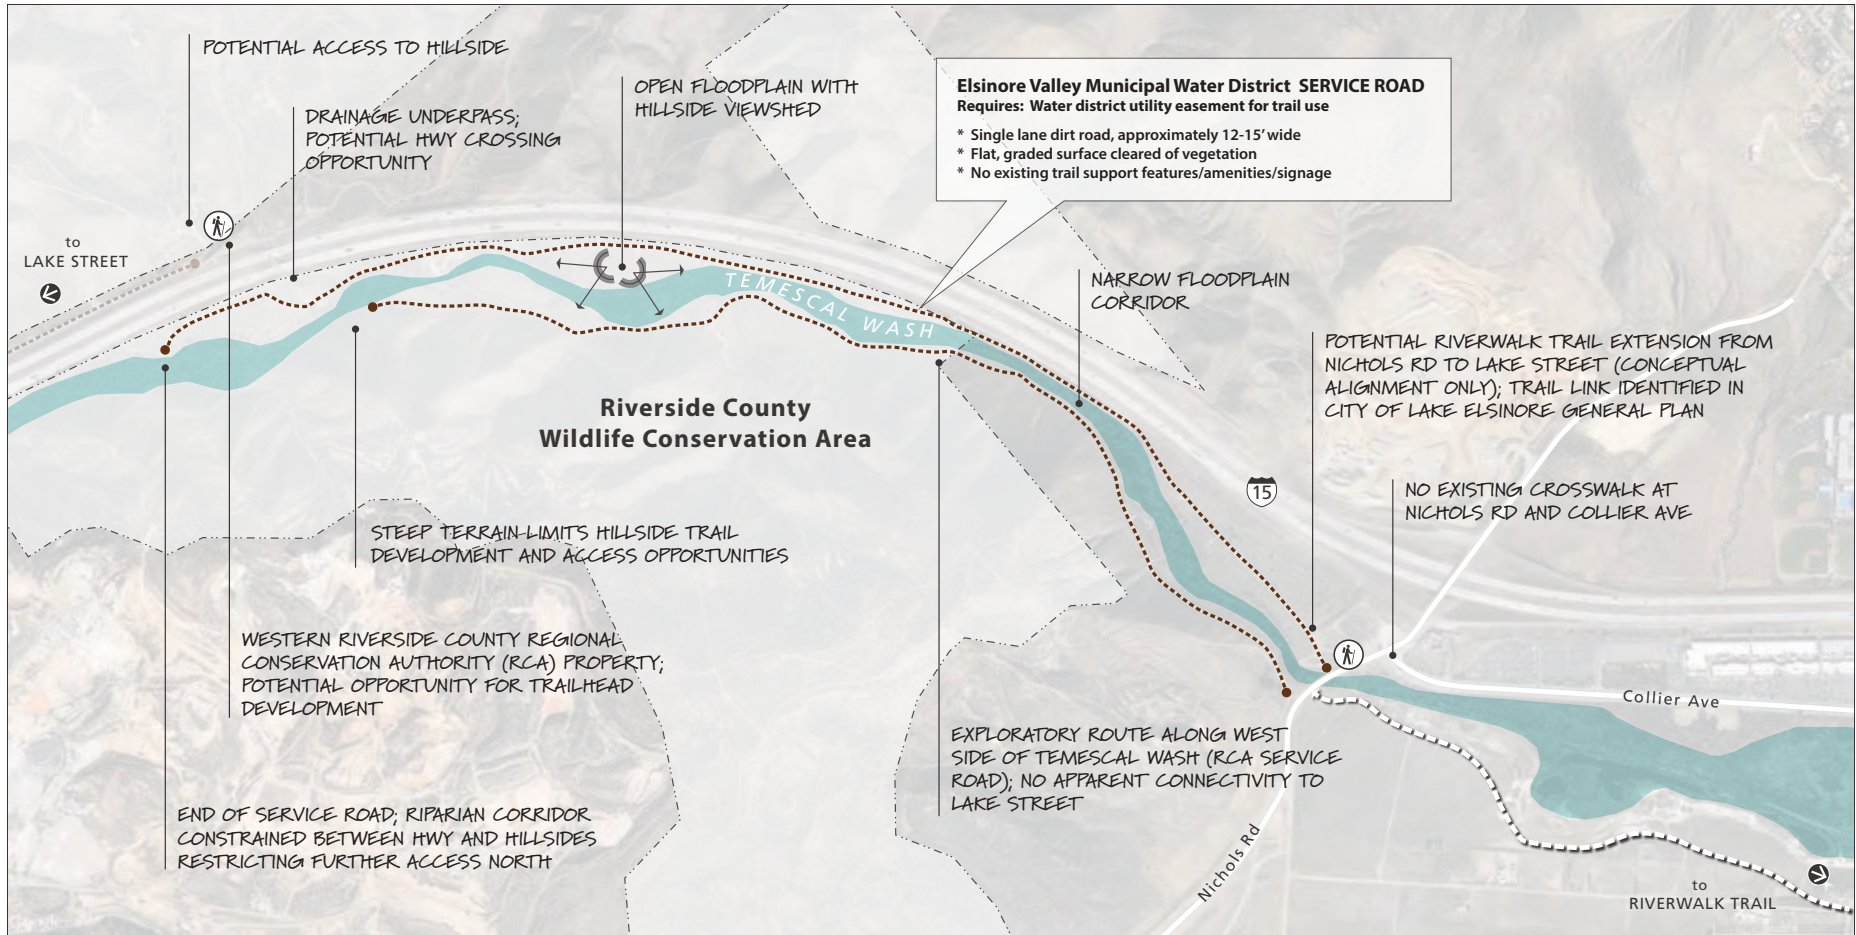 POTENTIAL ACCESS TO HILLSIDE
DRAINAGE UNDERPASS;
POTENTIAL HWY CROSSING
OPPORTUNITY
OPEN FLOODPLAIN WITH
HILLSIDE VIEWSHED
Elsinore Valley Municipal Water District SERVICE ROAD
Requires: Water district utility easement for trail use
* Single lane dirt road, approximately 12-15' wide
* Flat, graded surface cleared of vegetation
* No existing trail support features/amenities/signage
to
LAKE STREET
TEMESCAL WASH
NARROW FLOODPLAIN
CORRIDOR
POTENTIAL RIVERWALK TRAIL EXTENSION FROM
NICHOLS RD TO LAKE STREET (CONCEPTUAL
ALIGNMENT ONLY); TRAIL LINK IDENTIFIED IN
CITY OF LAKE ELSINORE GENERAL PLAN
Riverside County
Wildlife Conservation Area
15
NO EXISTING CROSSWALK AT
NICHOLS RD AND COLLIER AVE
STEEP TERRAIN LIMITS HILLSIDE TRAIL
DEVELOPMENT AND ACCESS OPPORTUNITIES
WESTERN RIVERSIDE COUNTY REGIONAL
CONSERVATION AUTHORITY (RCA) PROPERTY;
POTENTIAL OPPORTUNITY FOR TRAILHEAD
DEVELOPMENT
Collier Ave
EXPLORATORY ROUTE ALONG WEST
SIDE OF TEMESCAL WASH (RCA SERVICE
ROAD); NO APPARENT CONNECTIVITY TO
LAKE STREET
END OF SERVICE ROAD; RIPARIAN CORRIDOR
CONSTRAINED BETWEEN HWY AND HILLSIDES
RESTRICTING FURTHER ACCESS NORTH
Nichols Rd
to
RIVERWALK TRAIL